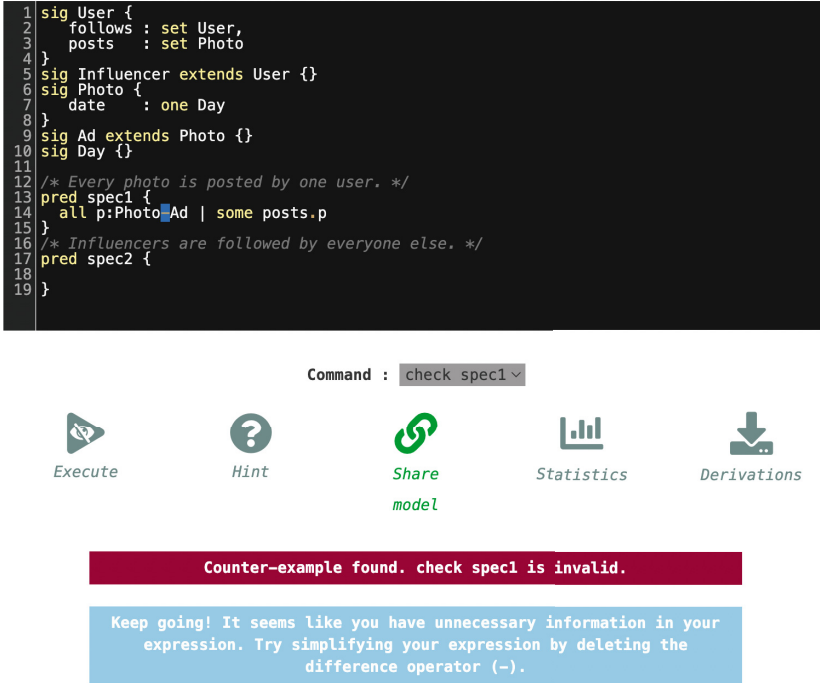 1 sig User {
2    follows : set User,
3    posts   : set Photo
4 }
5 sig Influencer extends User {}
6 sig Photo {
7    date    : one Day
8 }
9 sig Ad extends Photo {}
10 sig Day {}
11
12 /* Every photo is posted by one user. */
13 pred spec1 {
14   all p:Photo-Ad | some posts.p
15 }
16 /* Influencers are followed by everyone else. */
17 pred spec2 {
18
19 }
Command : check spec1
Execute
Hint
Share
model
Statistics
Derivations
Counter-example found. check spec1 is invalid.
Keep going! It seems like you have unnecessary information in your
expression. Try simplifying your expression by deleting the
difference operator (-).